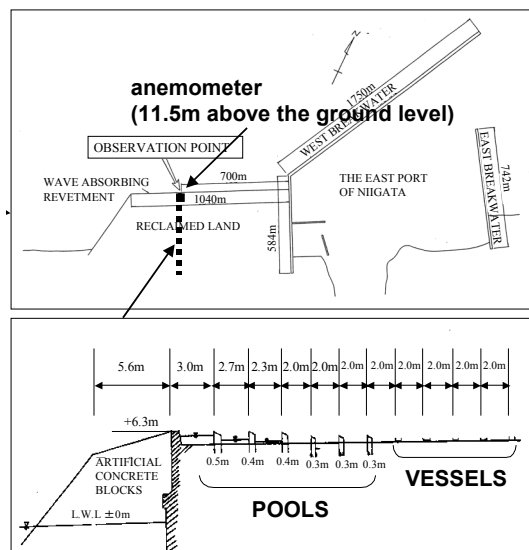 N
anemometer
(11.5m above the ground level)
1750m
WEST BREAKWATER
OBSERVATION POINT
EAST BREAKWATER
742m
WAVE ABSORBING
REVETMENT
700m
THE EAST PORT
OF NIIGATA
1040m
RECLAIMED LAND
584m
5.6m 3.0m 2.7m 2.3m 2.0m 2.0m 2.0m 2.0m 2.0m 2.0m 2.0m 2.0m
+6.3m
ARTIFICIAL
CONCRETE
BLOCKS
0.5m 0.4m 0.4m 0.3m 0.3m 0.3m
VESSELS
L.W.L ±0m
POOLS